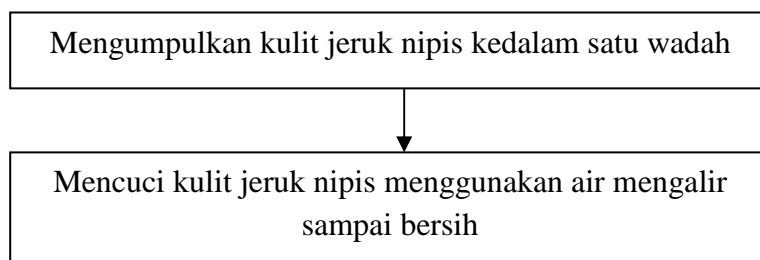 Mengumpulkan kulit jeruk nipis kedalam satu wadah
Mencuci kulit jeruk nipis menggunakan air mengalir
sampai bersih